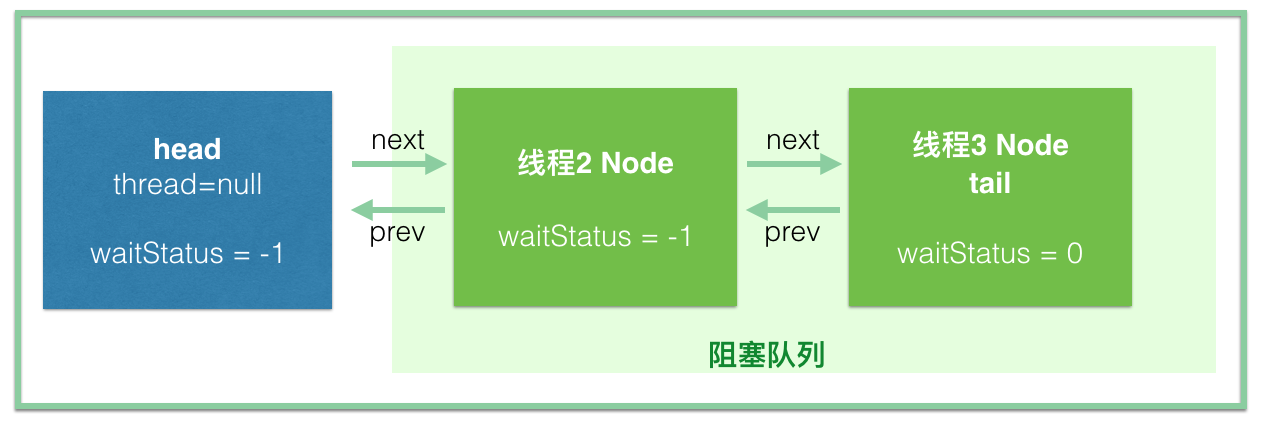 head
thread=null
waitStatus = -1
next
prev
线程2 Node
waitStatus = -1
next
prev
线程3 Node
tail
waitStatus = 0
阻塞队列